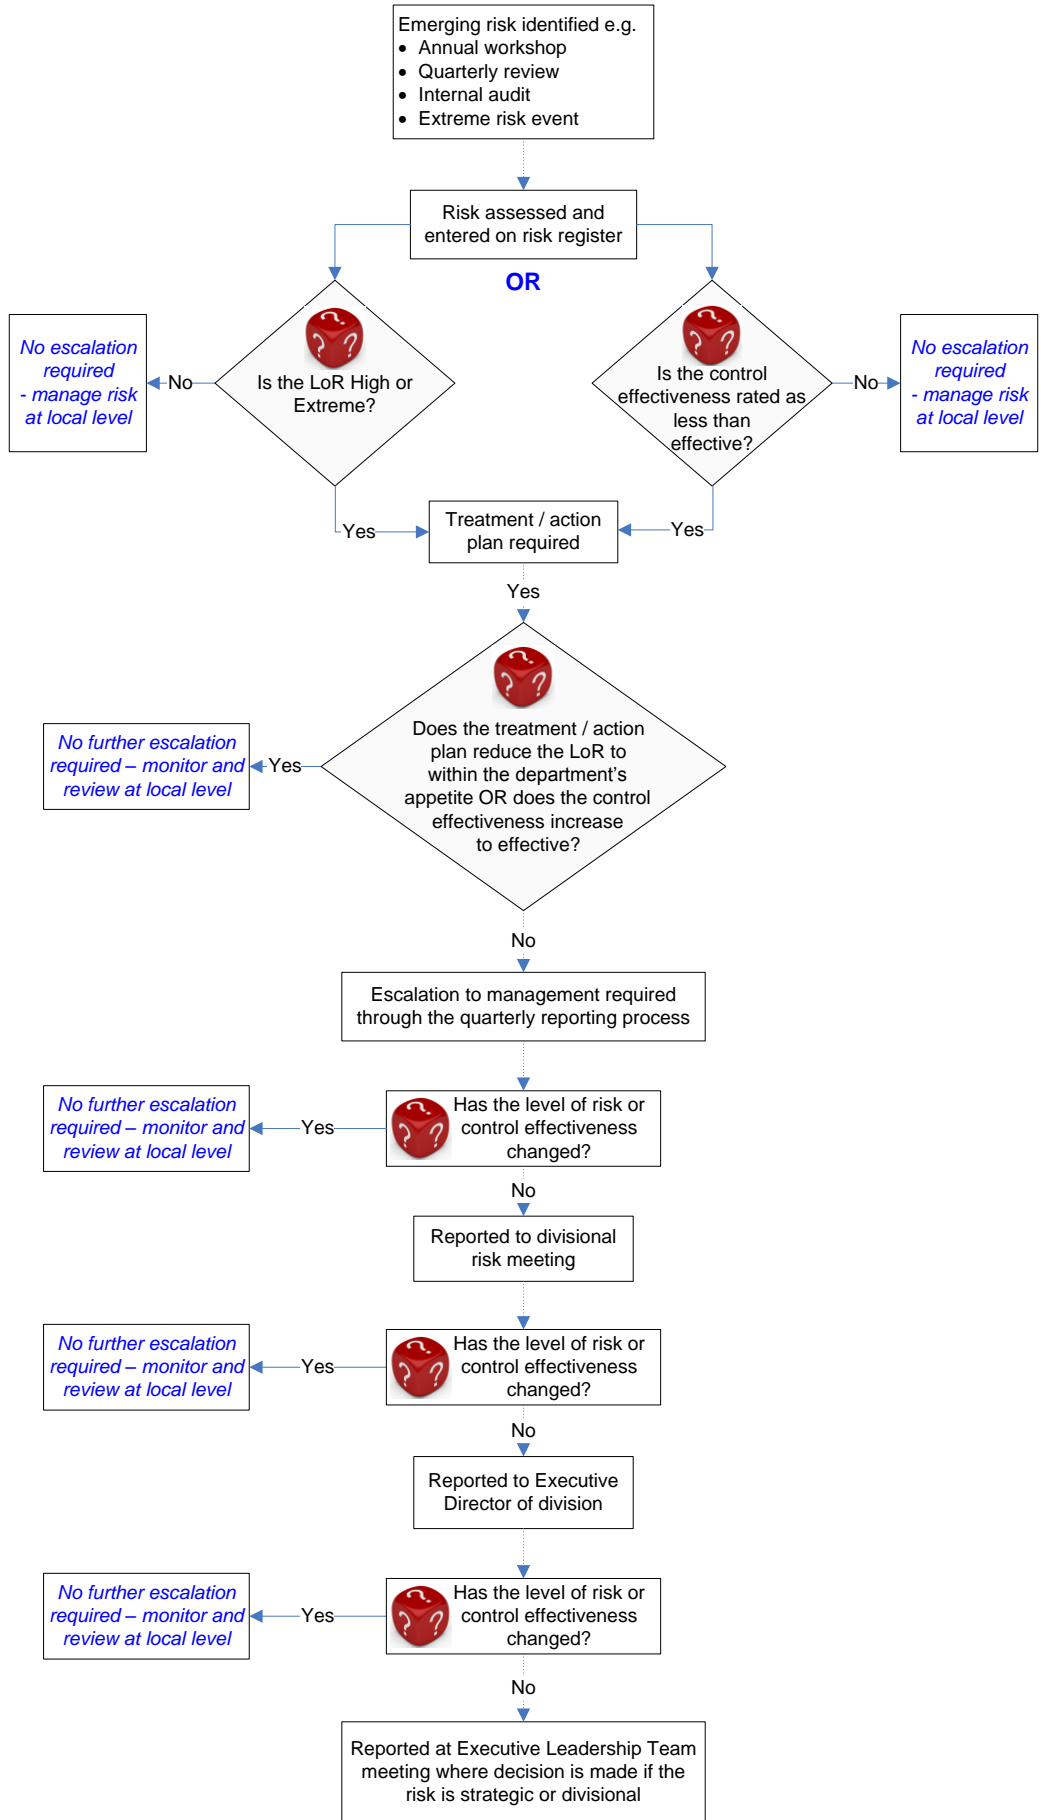 Emerging risk identified e.g.
• Annual workshop
• Quarterly review
• Internal audit
• Extreme risk event
Risk assessed and
entered on risk register
OR
No escalation
required
- manage risk
at local level
No
? ? ?
Is the LoR High or
Extreme?
? ? ?
Is the control
effectiveness rated as
less than
effective?
No
No escalation
required
- manage risk
at local level
Yes
Treatment / action
plan required
Yes
Yes
? ? ?
Does the treatment / action
plan reduce the LoR to
within the department’s
appetite OR does the control
effectiveness increase
to effective?
Yes
No further escalation
required – monitor and
review at local level
No
Escalation to management required
through the quarterly reporting process
? ? ?
Has the level of risk or
control effectiveness
changed?
Yes
No further escalation
required – monitor and
review at local level
No
Reported to divisional
risk meeting
? ? ?
Has the level of risk or
control effectiveness
changed?
Yes
No further escalation
required – monitor and
review at local level
No
Reported to Executive
Director of division
? ? ?
Has the level of risk or
control effectiveness
changed?
Yes
No further escalation
required – monitor and
review at local level
No
Reported at Executive Leadership Team
meeting where decision is made if the
risk is strategic or divisional